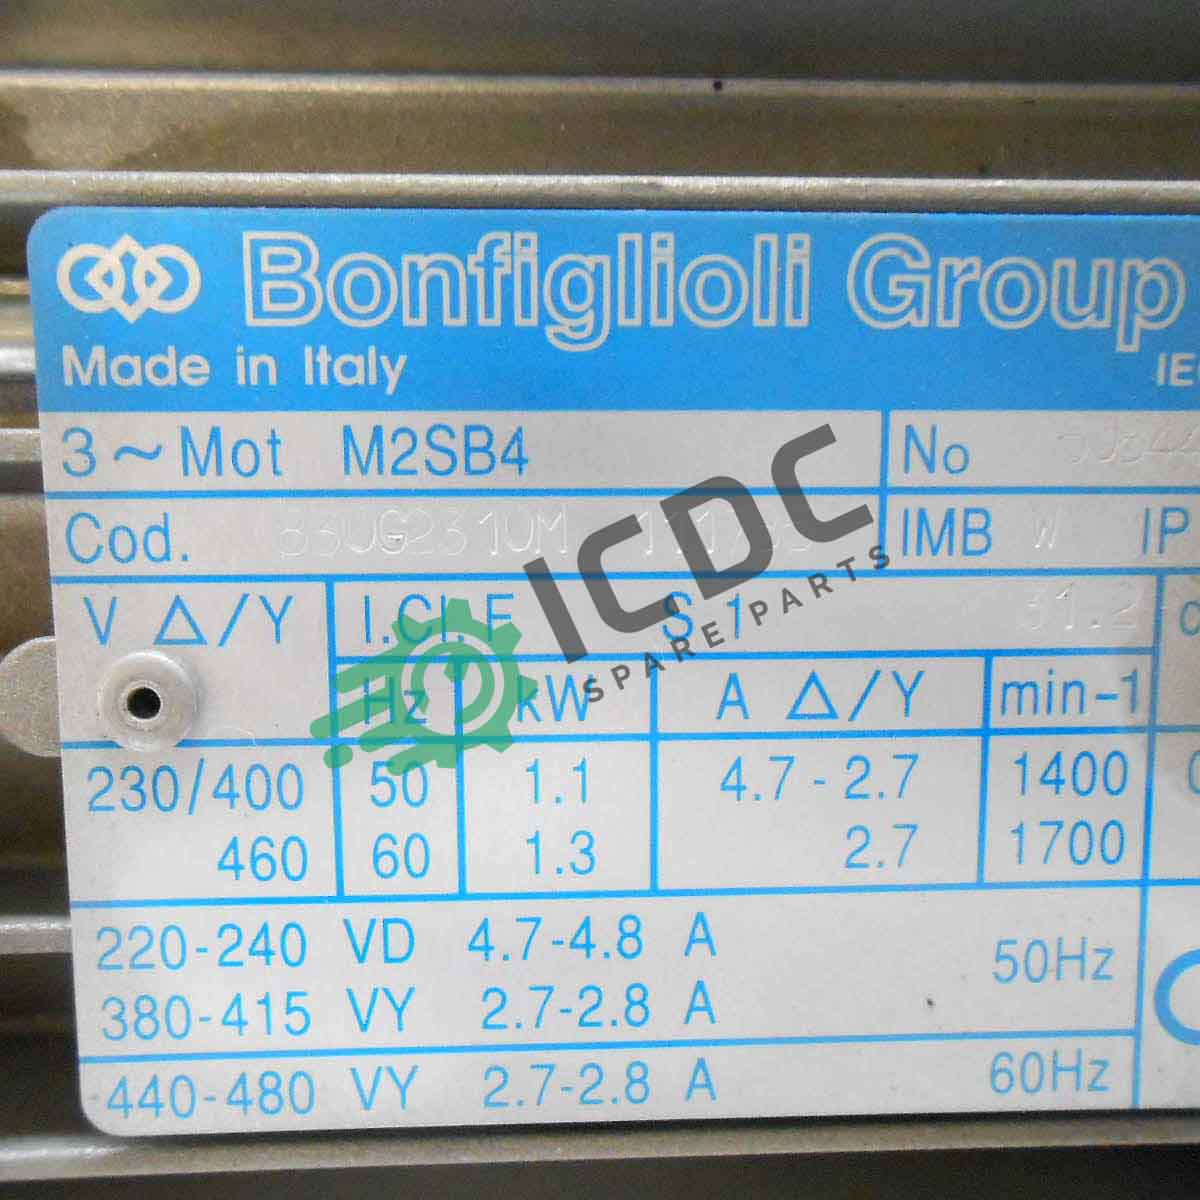 Bonfiglioli Group
Made in Italy
3~Mot M2SB4 No
Cod. IMB W IP
V Δ/Y I.Cl.F S.1 31.2
Hz kW A Δ/Y min-1
230/400 50 1.1 4.7-2.7 1400
460 60 1.3 2.7 1700
220-240 VD 4.7-4.8 A
50Hz
380-415 VY 2.7-2.8 A
440-480 VY 2.7-2.8 A 60Hz
ICDC
SPARE PARTS